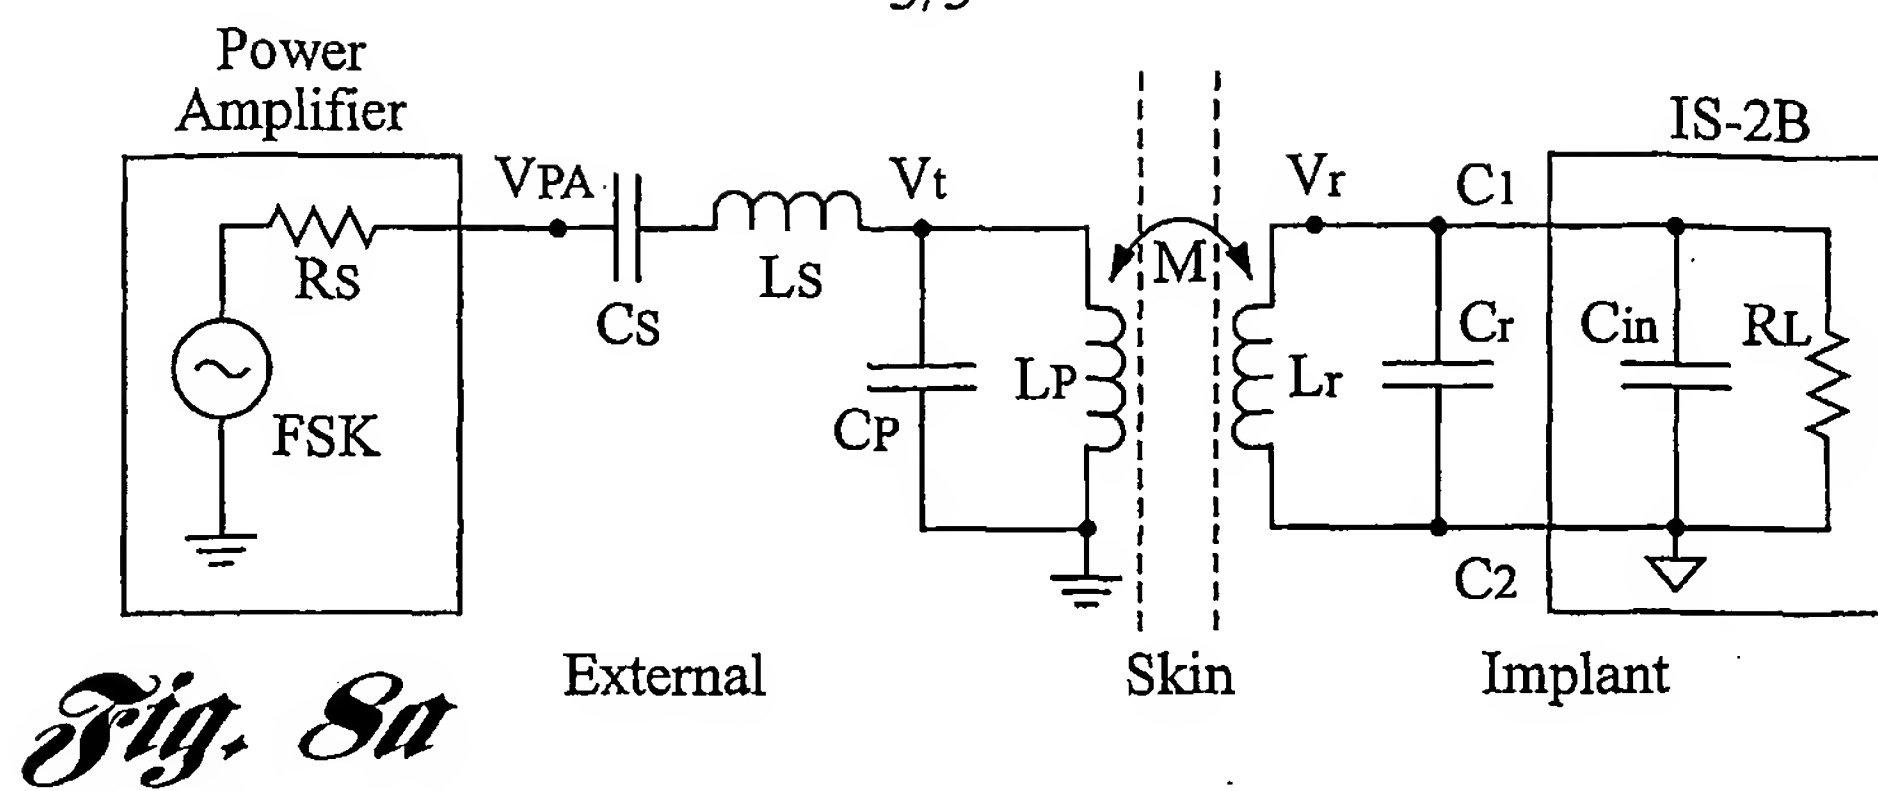 Power
Amplifier
IS-2B
VPA
Vt
Vr
C1
M
RS
LS
CS
Cr
Cin
RL
LP
Lr
CP
FSK
C2
External
Skin
Implant
Fig. 8a